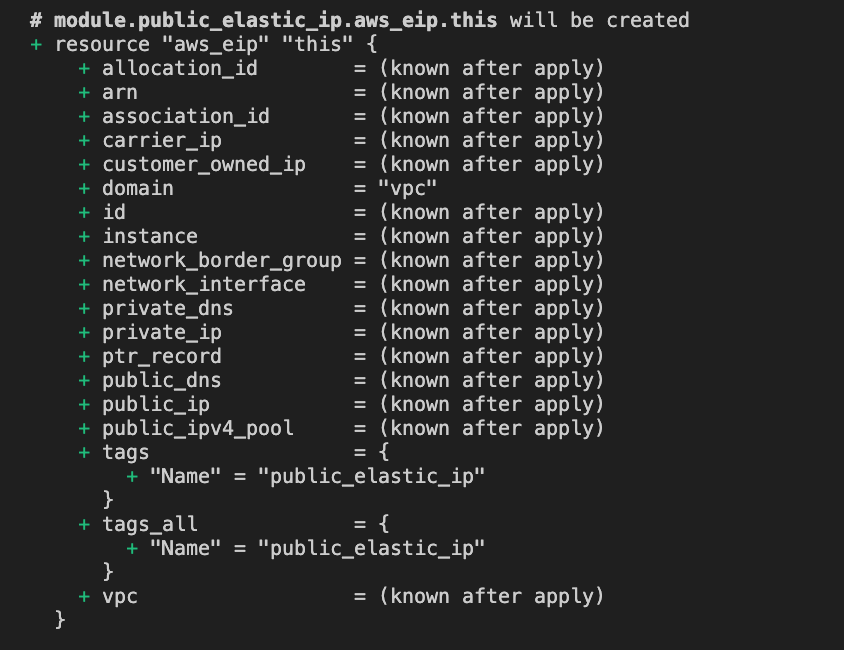 # module.public_elastic_ip.aws_eip.this will be created
+ resource "aws_eip" "this" {
+ allocation_id = (known after apply)
+ arn = (known after apply)
+ association_id = (known after apply)
+ carrier_ip = (known after apply)
+ customer_owned_ip = (known after apply)
+ domain = "vpc"
+ id = (known after apply)
+ instance = (known after apply)
+ network_border_group = (known after apply)
+ network_interface = (known after apply)
+ private_dns = (known after apply)
+ private_ip = (known after apply)
+ ptr_record = (known after apply)
+ public_dns = (known after apply)
+ public_ip = (known after apply)
+ public_ipv4_pool = (known after apply)
+ tags = {
+ "Name" = "public_elastic_ip"
}
+ tags_all = {
+ "Name" = "public_elastic_ip"
}
+ vpc = (known after apply)
}